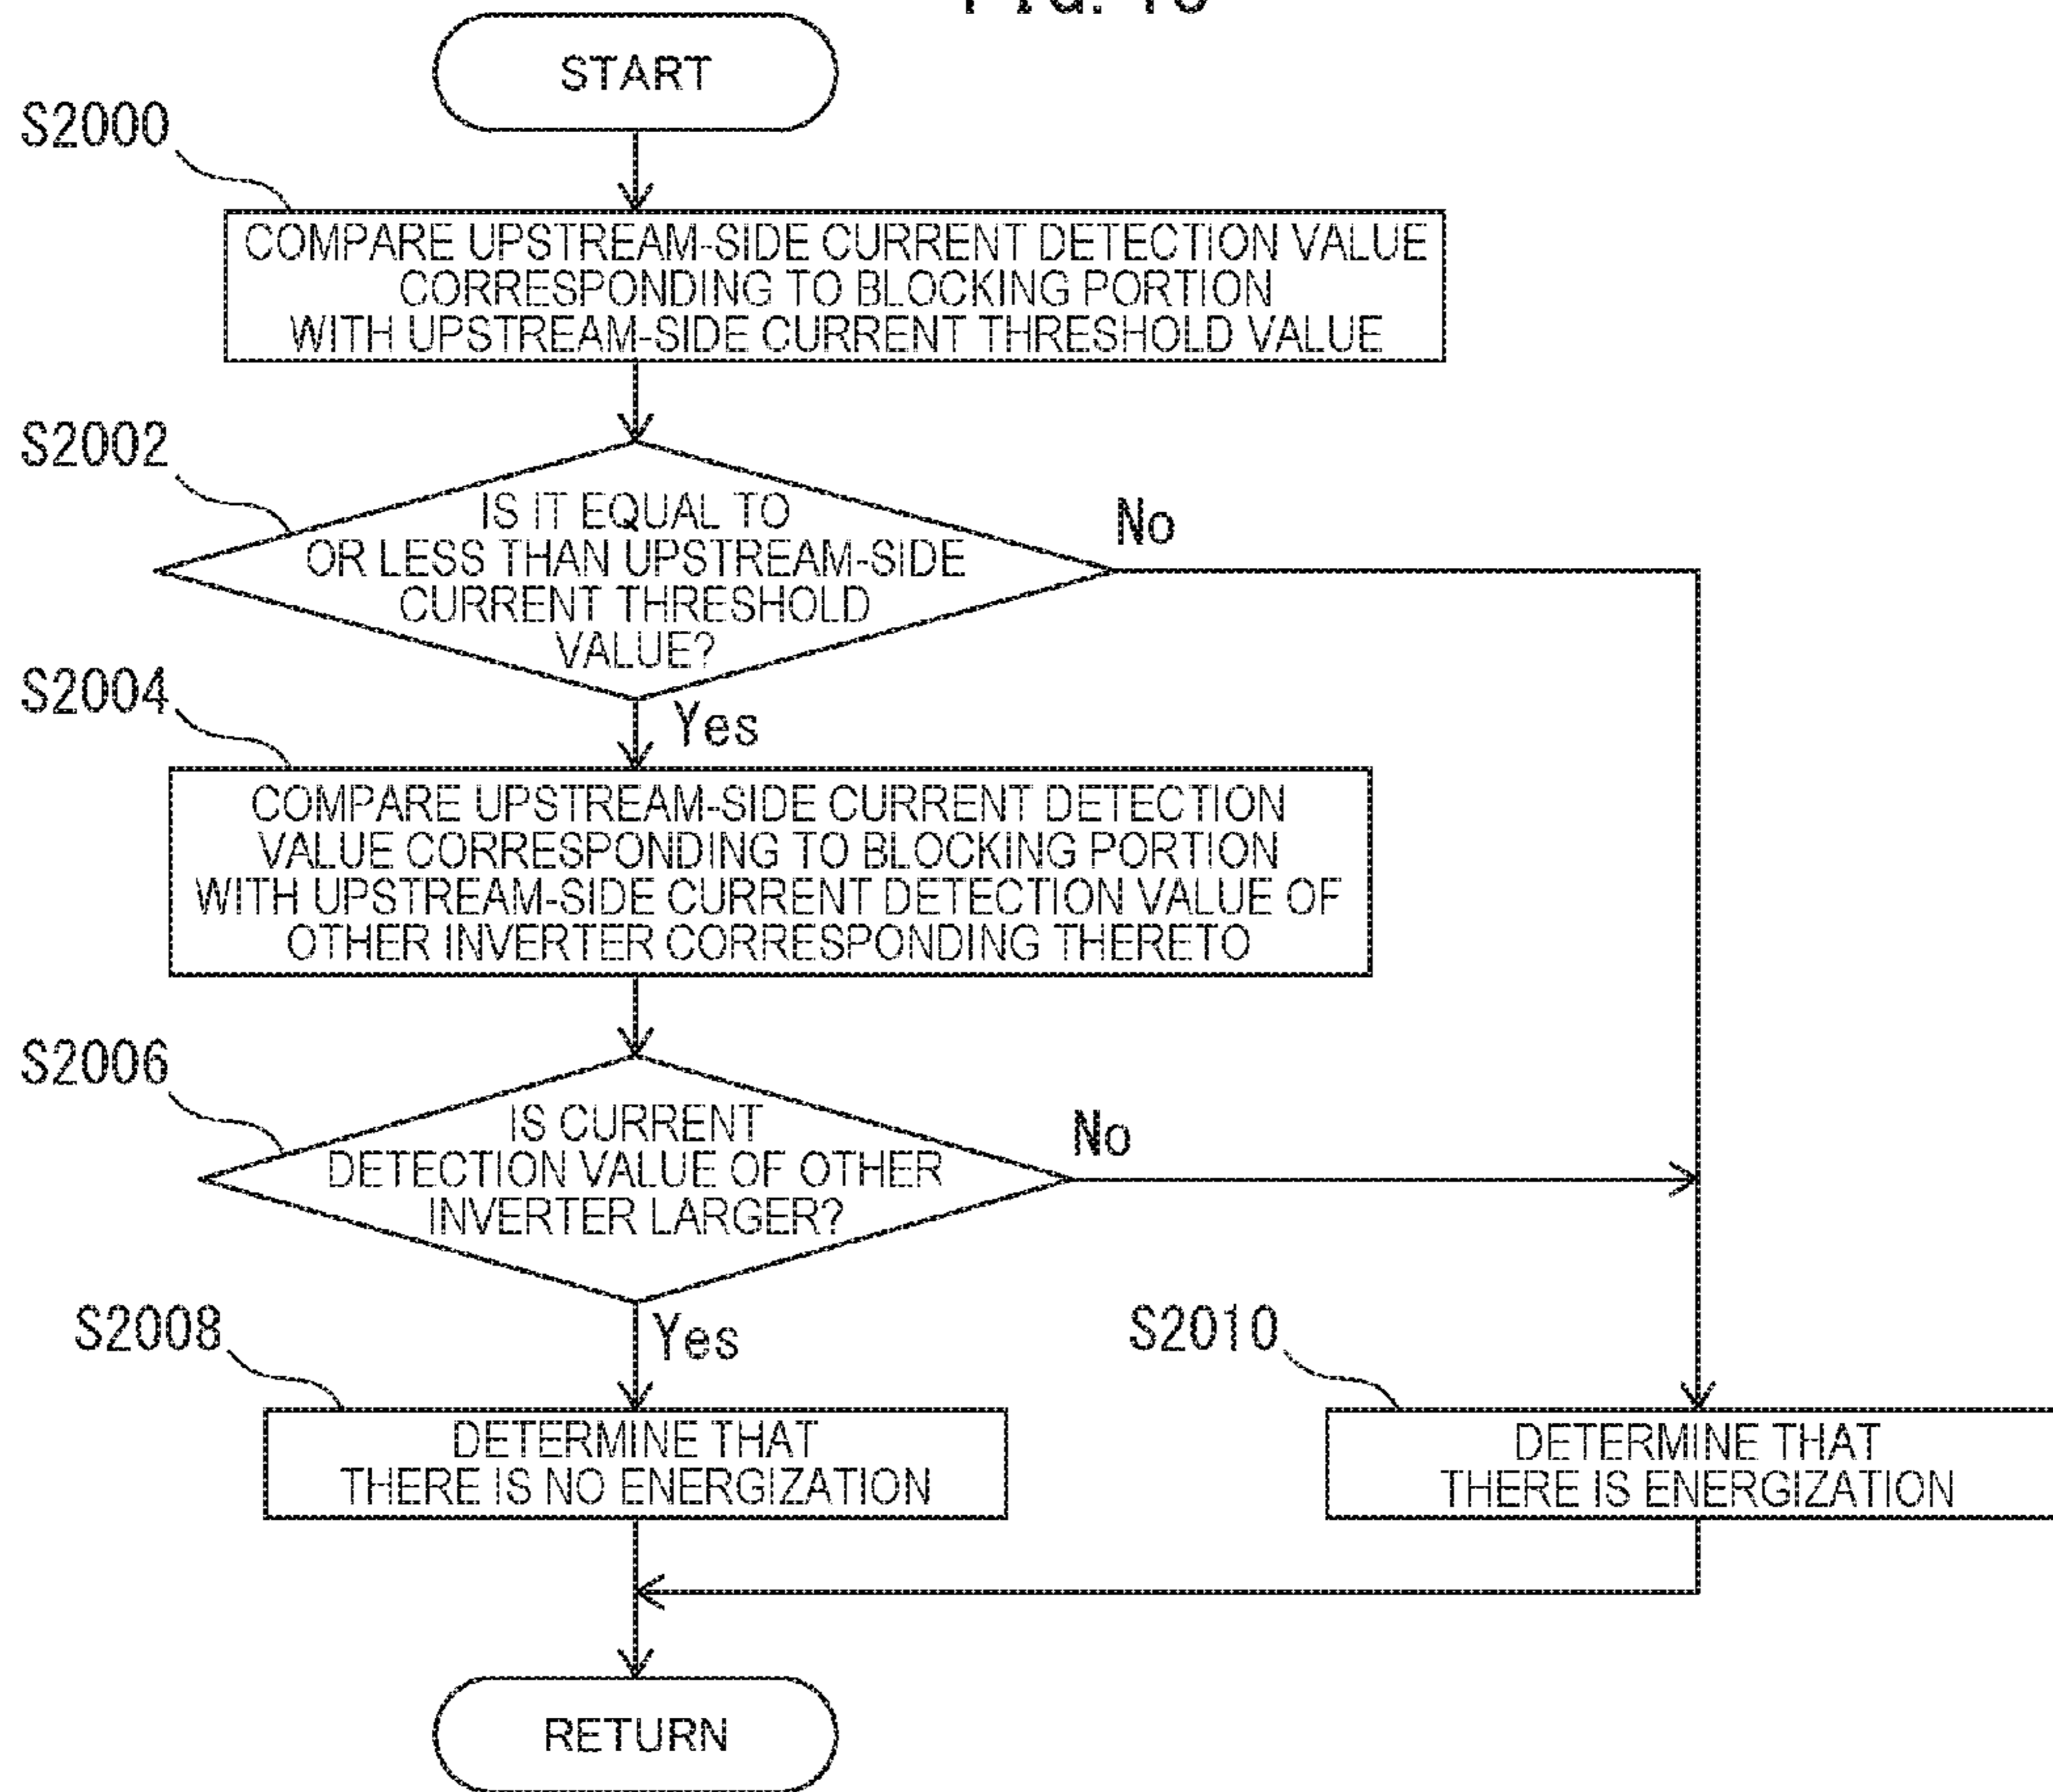 START
S2000
COMPARE UPSTREAM-SIDE CURRENT DETECTION VALUE
CORRESPONDING TO BLOCKING PORTION
WITH UPSTREAM-SIDE CURRENT THRESHOLD VALUE
S2002
IS IT EQUAL TO
OR LESS THAN UPSTREAM-SIDE
CURRENT THRESHOLD
VALUE?
No
Yes
S2004
COMPARE UPSTREAM-SIDE CURRENT DETECTION
VALUE CORRESPONDING TO BLOCKING PORTION
WITH UPSTREAM-SIDE CURRENT DETECTION VALUE OF
OTHER INVERTER CORRESPONDING THERETO
S2006
IS CURRENT
DETECTION VALUE OF OTHER
INVERTER LARGER?
No
Yes
S2008
DETERMINE THAT
THERE IS NO ENERGIZATION
S2010
DETERMINE THAT
THERE IS ENERGIZATION
RETURN